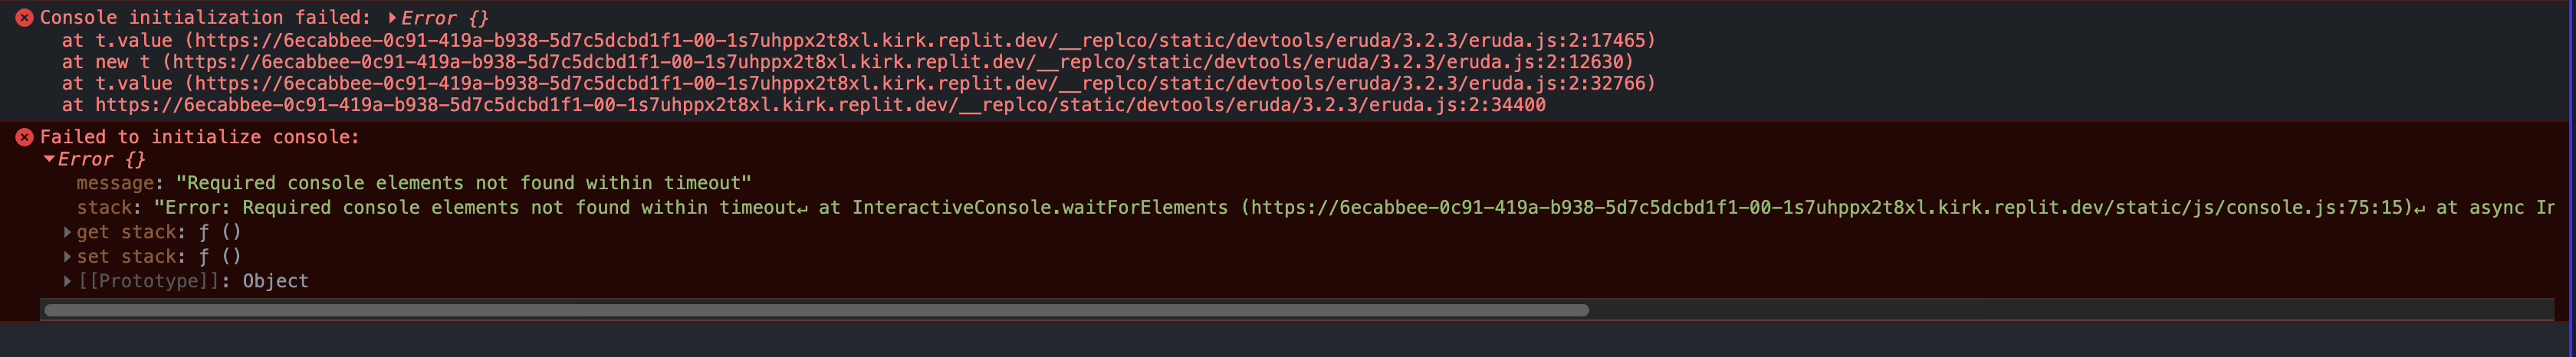 Console initialization failed: ▶Error {}
at t.value (https://6ecabbee-0c91-419a-b938-5d7c5dcbd1f1-00-1s7uhppx2t8xl.kirk.replit.dev/__replco/static/devtools/eruda/3.2.3/eruda.js:2:17465)
at new t (https://6ecabbee-0c91-419a-b938-5d7c5dcbd1f1-00-1s7uhppx2t8xl.kirk.replit.dev/__replco/static/devtools/eruda/3.2.3/eruda.js:2:12630)
at t.value (https://6ecabbee-0c91-419a-b938-5d7c5dcbd1f1-00-1s7uhppx2t8xl.kirk.replit.dev/__replco/static/devtools/eruda/3.2.3/eruda.js:2:32766)
at https://6ecabbee-0c91-419a-b938-5d7c5dcbd1f1-00-1s7uhppx2t8xl.kirk.replit.dev/__replco/static/devtools/eruda/3.2.3/eruda.js:2:34400
Failed to initialize console:
▼Error {}
message: "Required console elements not found within timeout"
stack: "Error: Required console elements not found within timeout↵ at InteractiveConsole.waitForElements (https://6ecabbee-0c91-419a-b938-5d7c5dcbd1f1-00-1s7uhppx2t8xl.kirk.replit.dev/static/js/console.js:75:15)↵ at async In
▶get stack: ƒ ()
▶set stack: ƒ ()
▶[[Prototype]]: Object